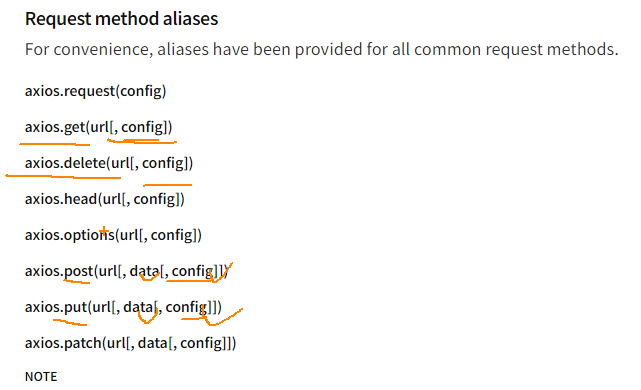 Request method aliases
For convenience, aliases have been provided for all common request methods.
axios.request(config)
axios.get(url[, config])
axios.delete(url[, config])
axios.head(url[, config])
axios.options(url[, config])
axios.post(url[, data[, config]])
axios.put(url[, data[, config]])
axios.patch(url[, data[, config]])
NOTE